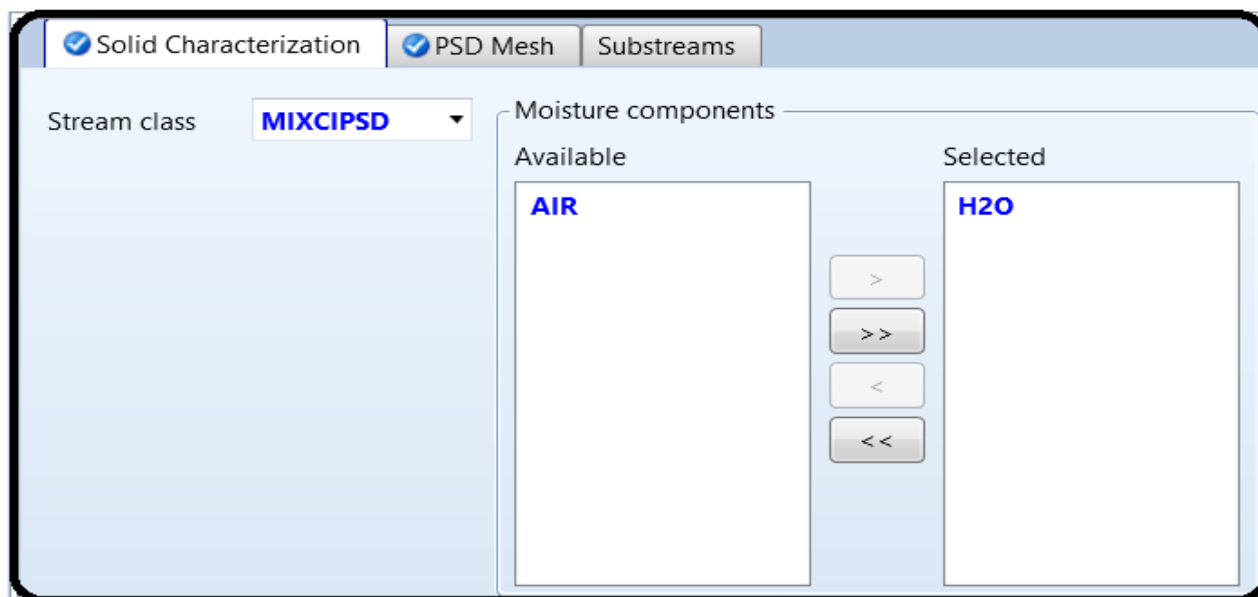 Solid Characterization PSD Mesh Substreams
Stream class MIXCIPSD
Moisture components
Available Selected
AIR H2O
>
>>
<
<<